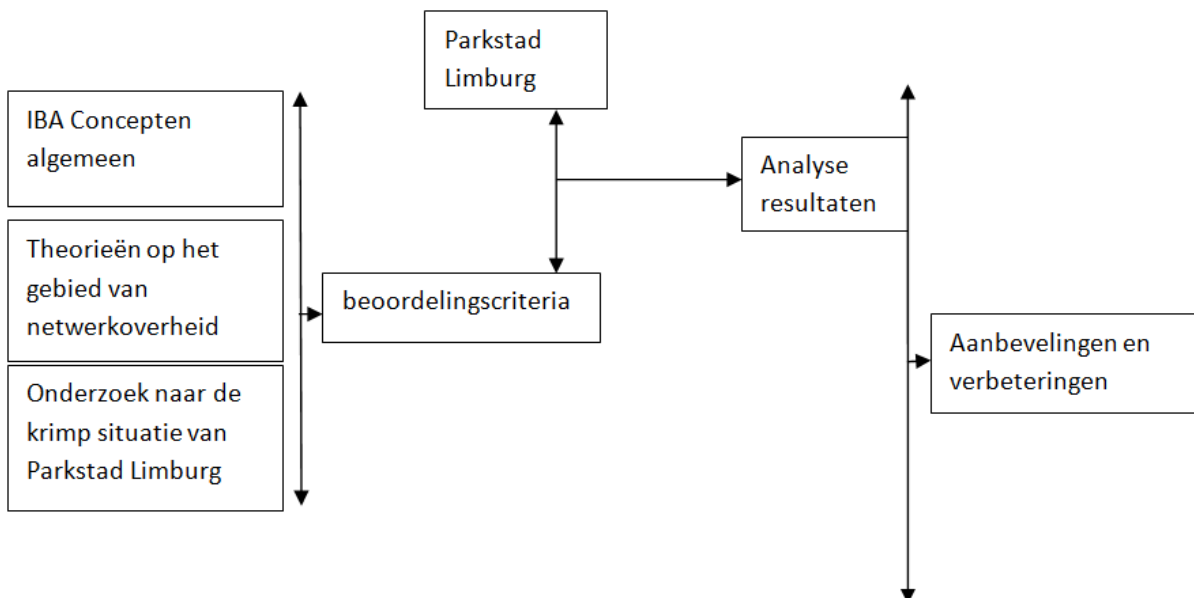 IBA Concepten
algemeen
Theorieën op het
gebied van
netwerkoverheid
Onderzoek naar de
krimp situatie van
Parkstad Limburg
beoordelingscriteria
Parkstad
Limburg
Analyse
resultaten
Aanbevelingen en
verbeteringen